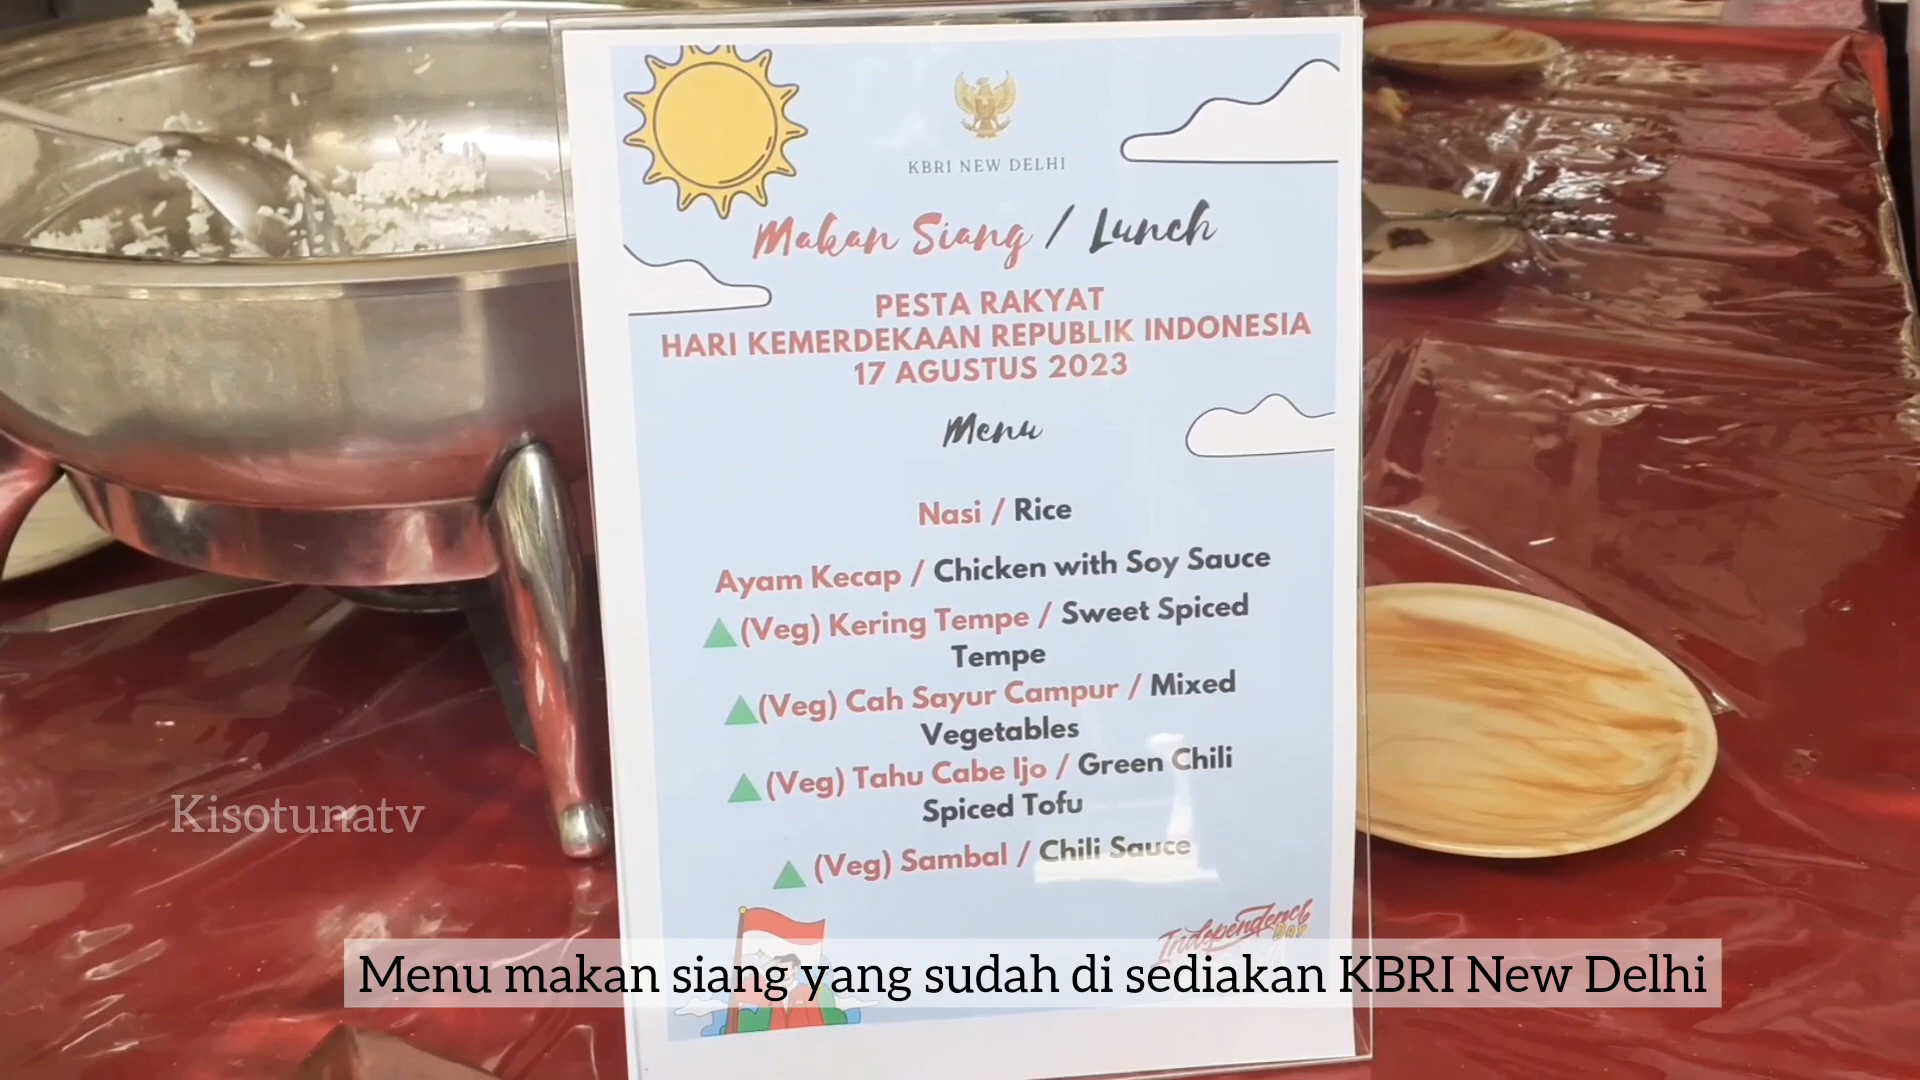 KBRI NEW DELHI
Makan Siang / Lunch
PESTA RAKYAT
HARI KEMERDEKAAN REPUBLIK INDONESIA
17 AGUSTUS 2023
Menu
Nasi / Rice
Ayam Kecap / Chicken with Soy Sauce
(Veg) Kering Tempe / Sweet Spiced
Tempe
(Veg) Cah Sayur Campur / Mixed
Vegetables
(Veg) Tahu Cabe Ijo / Green Chili
Spiced Tofu
(Veg) Sambal / Chili Sauce
Independence
DAY
Kisotunatv
Menu makan siang yang sudah di sediakan KBRI New Delhi